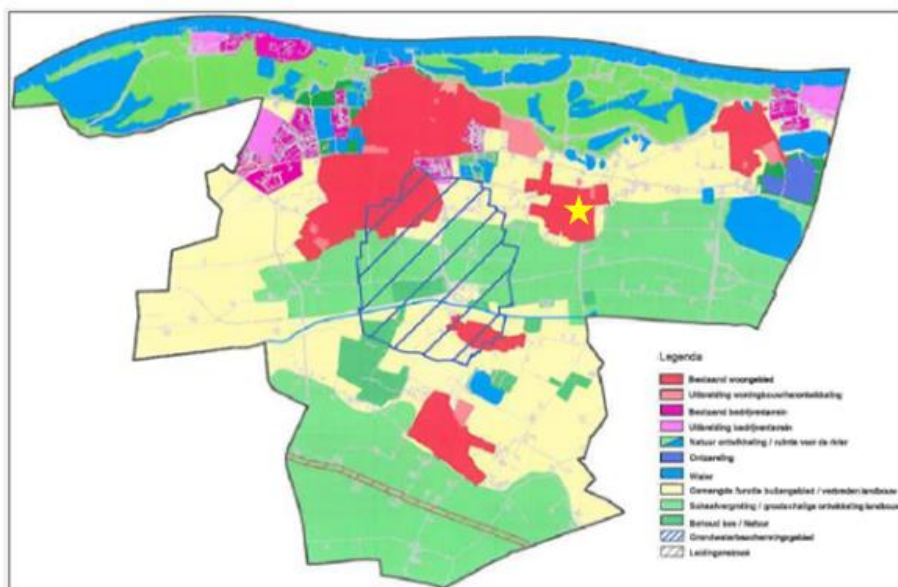 Legenda
Bestaand woongebied
Uitbreiding woningbouw/herontwikkeling
Bestaand bedrijventerrein
Uitbreiding bedrijventerrein
Natuur ontwikkeling / ruimte voor de rivier
Ontzanding
Water
Gemengde functie buitengebied / verbreden landbouw
Schaalvergroting / grootschalige ontwikkeling landbouw
Behoud bos / Natuur
Grondwaterbeschermingsgebied
Leidingenstrook